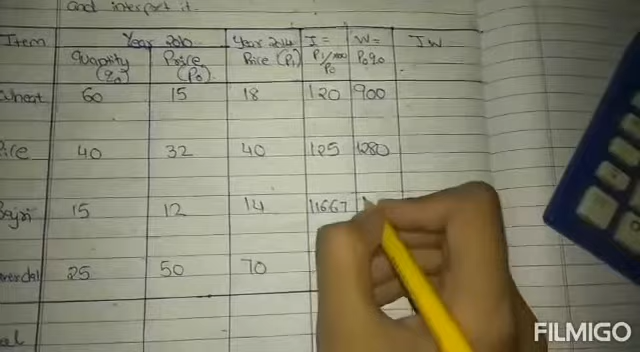 and interpret it.
Item Year 2010 Year 2014 I = W = IW
Quantity Price Price (P1) P1/P0 100 P0q0
(q0) (P0)
Wheat 60 15 18 120 900
Rice 40 32 40 125 1280
Bajri 15 12 14 116.67 1
25 50 70
FILMIGO